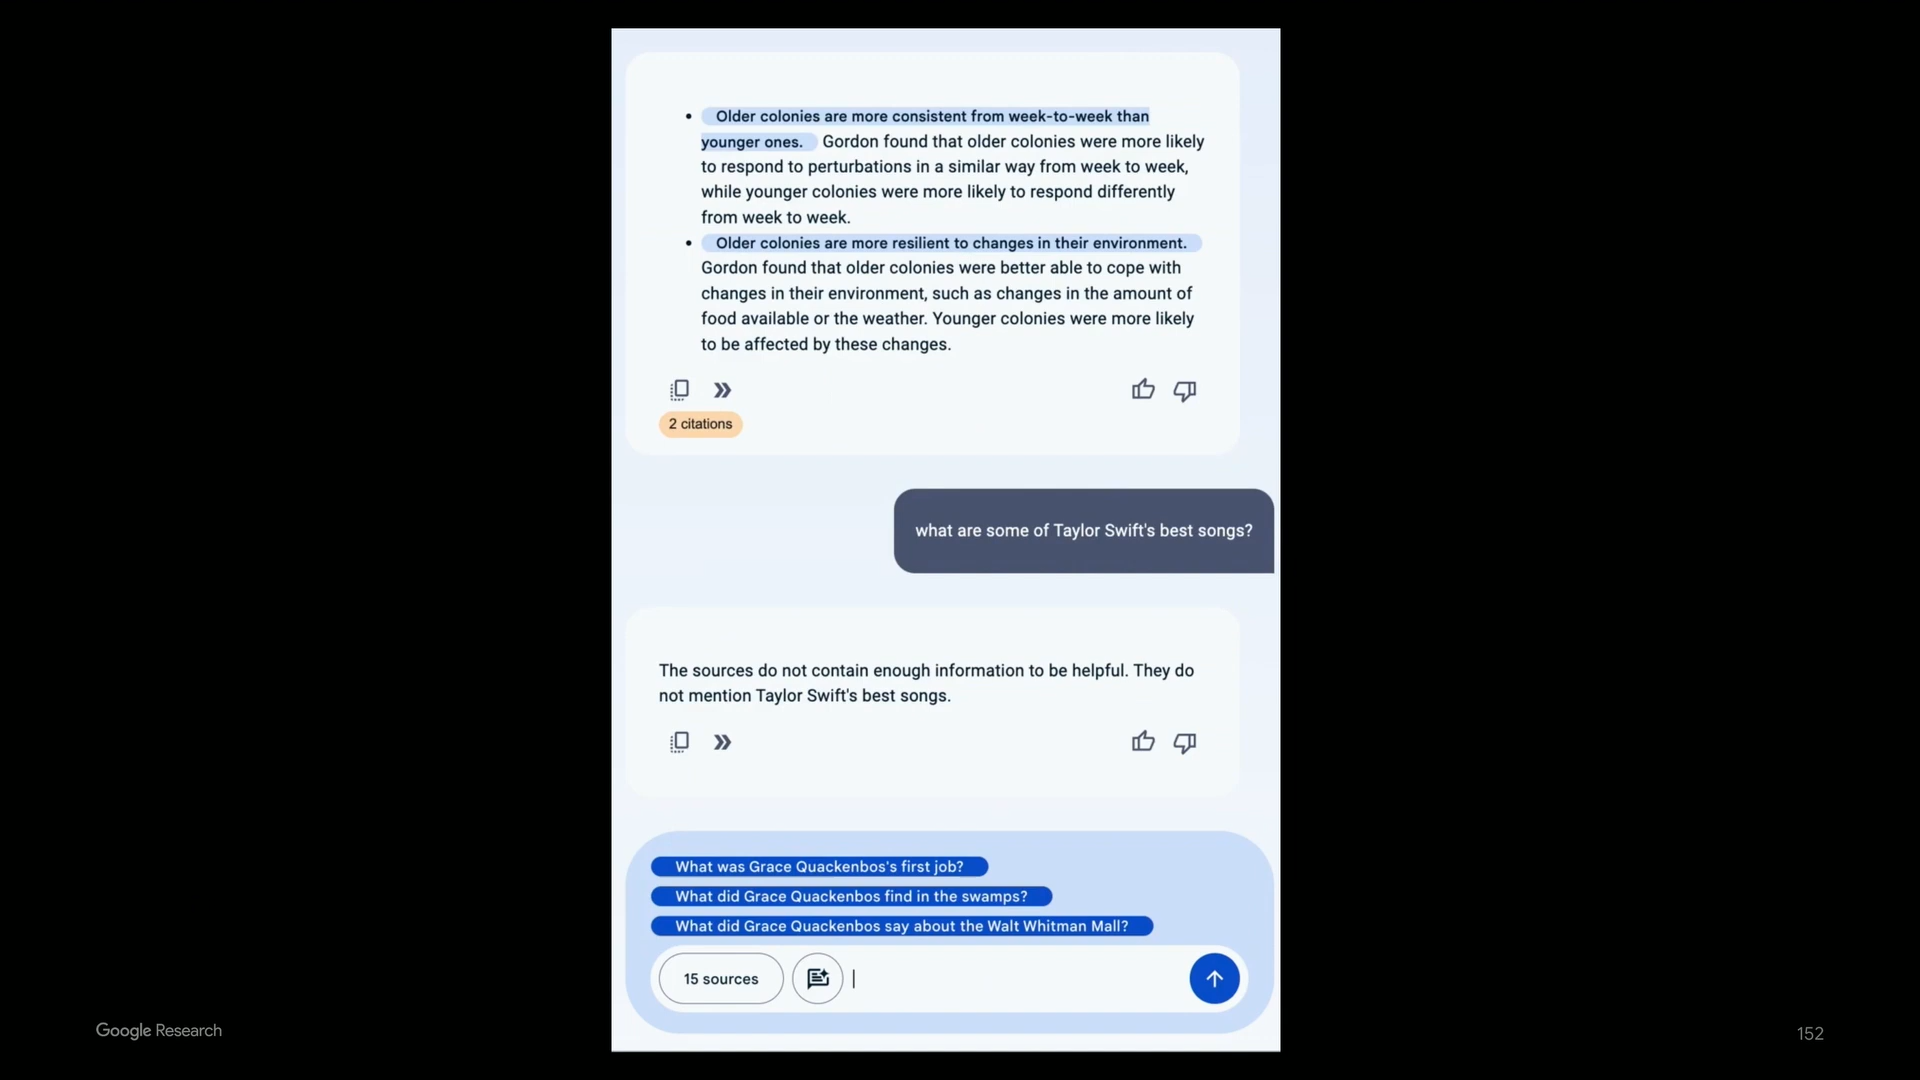 Older colonies are more consistent from week-to-week than
younger ones. Gordon found that older colonies were more likely
to respond to perturbations in a similar way from week to week,
while younger colonies were more likely to respond differently
from week to week.
Older colonies are more resilient to changes in their environment.
Gordon found that older colonies were better able to cope with
changes in their environment, such as changes in the amount of
food available or the weather. Younger colonies were more likely
to be affected by these changes.
2 citations
what are some of Taylor Swift's best songs?
The sources do not contain enough information to be helpful. They do
not mention Taylor Swift's best songs.
What was Grace Quackenbos's first job?
What did Grace Quackenbos find in the swamps?
What did Grace Quackenbos say about the Walt Whitman Mall?
15 sources
Google Research
152